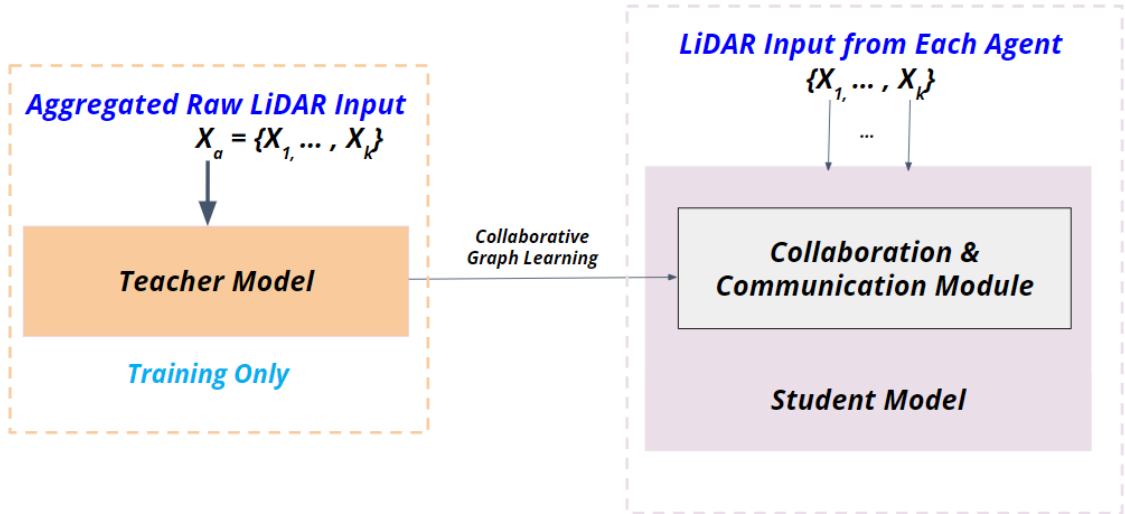 Aggregated Raw LiDAR Input
Xa = {X1, ... , Xk}
Teacher Model
Training Only
Collaborative
Graph Learning
LiDAR Input from Each Agent
{X1, ... , Xk}
...
Collaboration &
Communication Module
Student Model